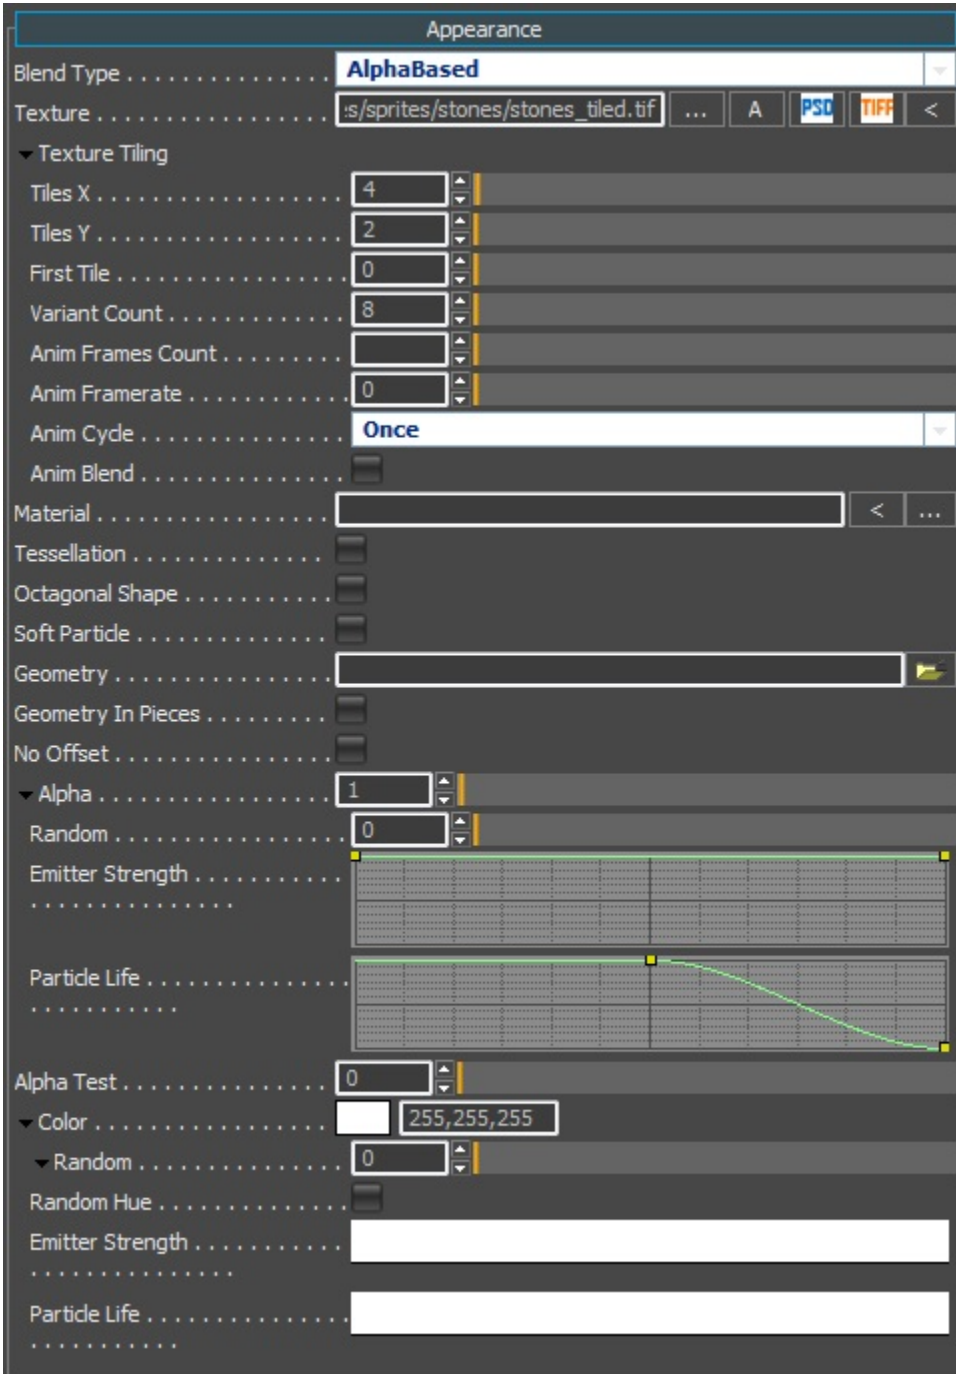 Appearance
Blend Type . . . . . . . . . . . . . . . . AlphaBased
Texture . . . . . . . . . . . . . . . . . . :s/sprites/stones/stones_tiled.tif ... A PSD TIFF <
Texture Tiling
Tiles X . . . . . . . . . . . . . . . . . . . 4
Tiles Y . . . . . . . . . . . . . . . . . . . 2
First Tile . . . . . . . . . . . . . . . . . 0
Variant Count . . . . . . . . . . . . . 8
Anim Frames Count . . . . . . . . .
Anim Framerate . . . . . . . . . . . . 0
Anim Cycle . . . . . . . . . . . . . . . . Once
Anim Blend . . . . . . . . . . . . . . .
Material . . . . . . . . . . . . . . . . . . < ...
Tessellation . . . . . . . . . . . . . .
Octagonal Shape . . . . . . . . . . .
Soft Particle . . . . . . . . . . . . . .
Geometry . . . . . . . . . . . . . . . . .
Geometry In Pieces . . . . . . . . .
No Offset . . . . . . . . . . . . . . . .
Alpha . . . . . . . . . . . . . . . . . . 1
Random . . . . . . . . . . . . . . . . . 0
Emitter Strength . . . . . . . . . . .
. . . . . . . . . . . . . . .
Particle Life . . . . . . . . . . . . . . .
. . . . . . . . . . .
Alpha Test . . . . . . . . . . . . . . . 0
Color . . . . . . . . . . . . . . . . . . 255,255,255
Random . . . . . . . . . . . . . . . 0
Random Hue . . . . . . . . . . . . . .
Emitter Strength . . . . . . . . . . .
. . . . . . . . . . . . . . .
Particle Life . . . . . . . . . . . . . . .
. . . . . . . . . . .